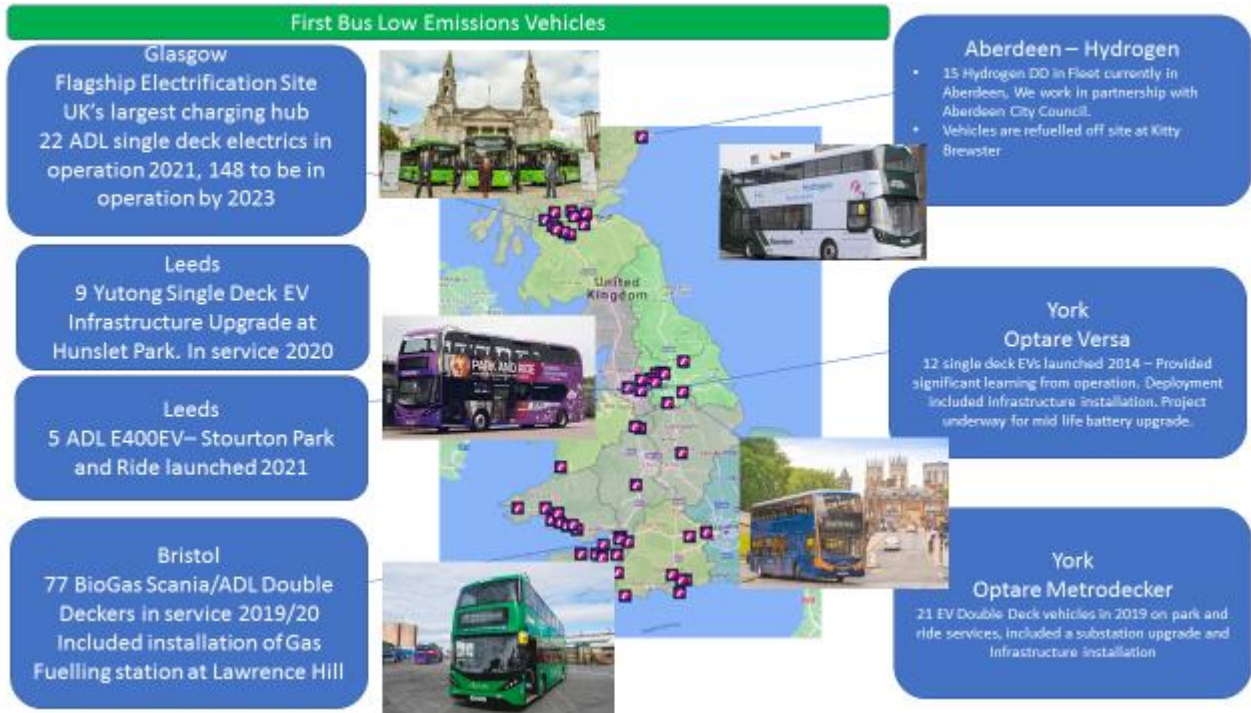 First Bus Low Emissions Vehicles
Glasgow
Flagship Electrification Site
UK's largest charging hub
22 ADL single deck electrics in
operation 2021, 148 to be in
operation by 2023
Leeds
9 Yutong Single Deck EV
Infrastructure Upgrade at
Hunslet Park. In service 2020
Leeds
5 ADL E400EV– Stourton Park
and Ride launched 2021
Bristol
77 BioGas Scania/ADL Double
Deckers in service 2019/20
Included installation of Gas
Fuelling station at Lawrence Hill
United
Kingdom
PARK AND RIDE
Hydrogen
Aberdeen – Hydrogen
• 15 Hydrogen DD in Fleet currently in
Aberdeen, We work in partnership with
Aberdeen City Council.
• Vehicles are refuelled off site at Kitty
Brewster
York
Optare Versa
12 single deck EVs launched 2014 – Provided
significant learning from operation. Deployment
included infrastructure installation. Project
underway for mid life battery upgrade.
York
Optare Metrodecker
21 EV Double Deck vehicles in 2019 on park and
ride services, included a substation upgrade and
Infrastructure installation